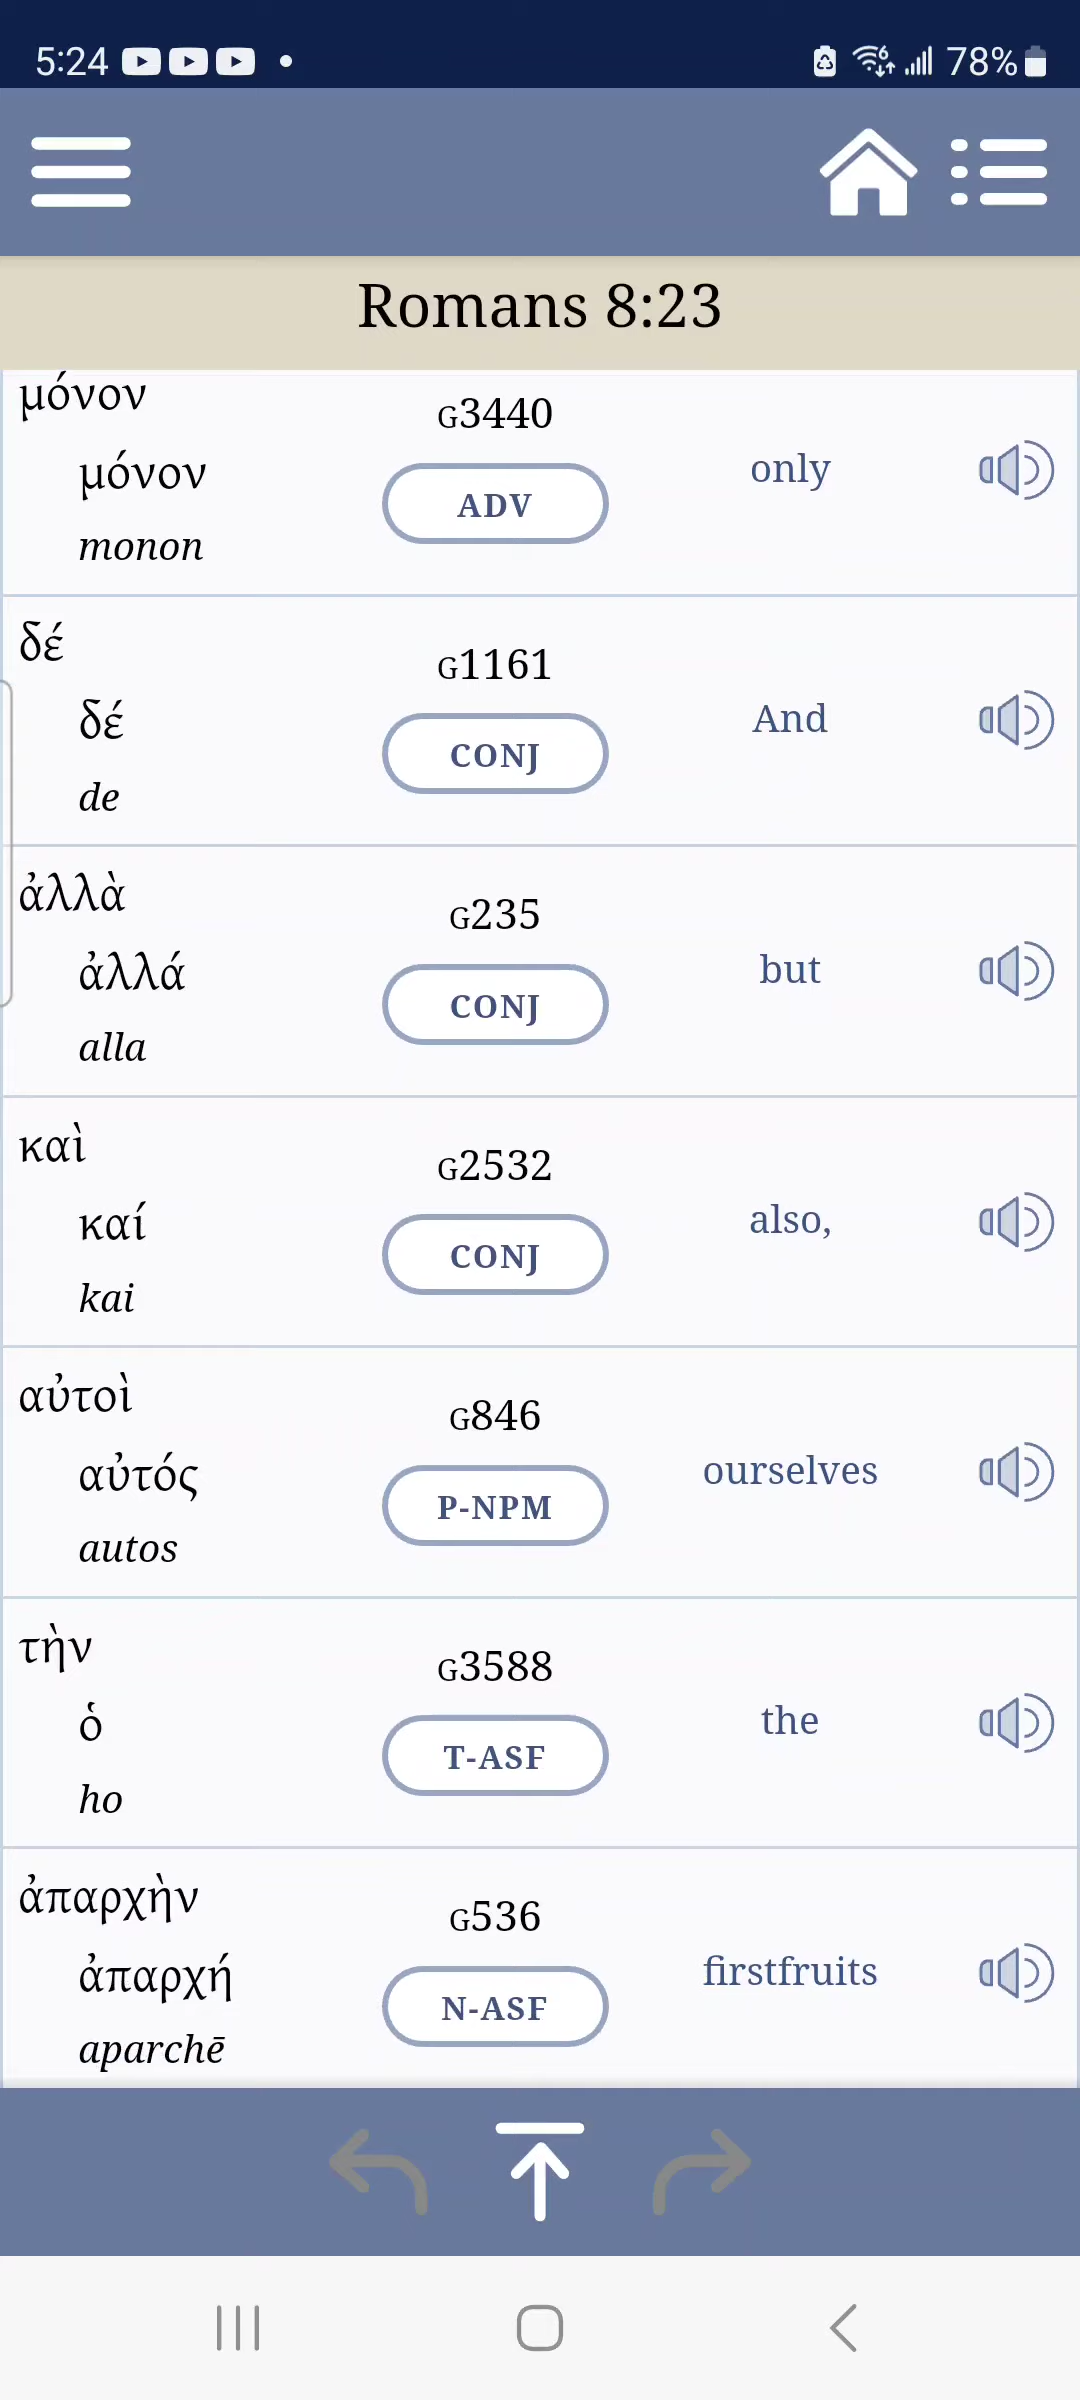 5:24 78%
Romans 8:23
μόνον
μόνον
monon
G3440
ADV
only
δέ
δέ
de
G1161
CONJ
And
ἀλλὰ
ἀλλά
alla
G235
CONJ
but
καὶ
καί
kai
G2532
CONJ
also,
αὐτοὶ
αὐτός
autos
G846
P-NPM
ourselves
τὴν
ὁ
ho
G3588
T-ASF
the
ἀπαρχὴν
ἀπαρχή
aparchē
G536
N-ASF
firstfruits